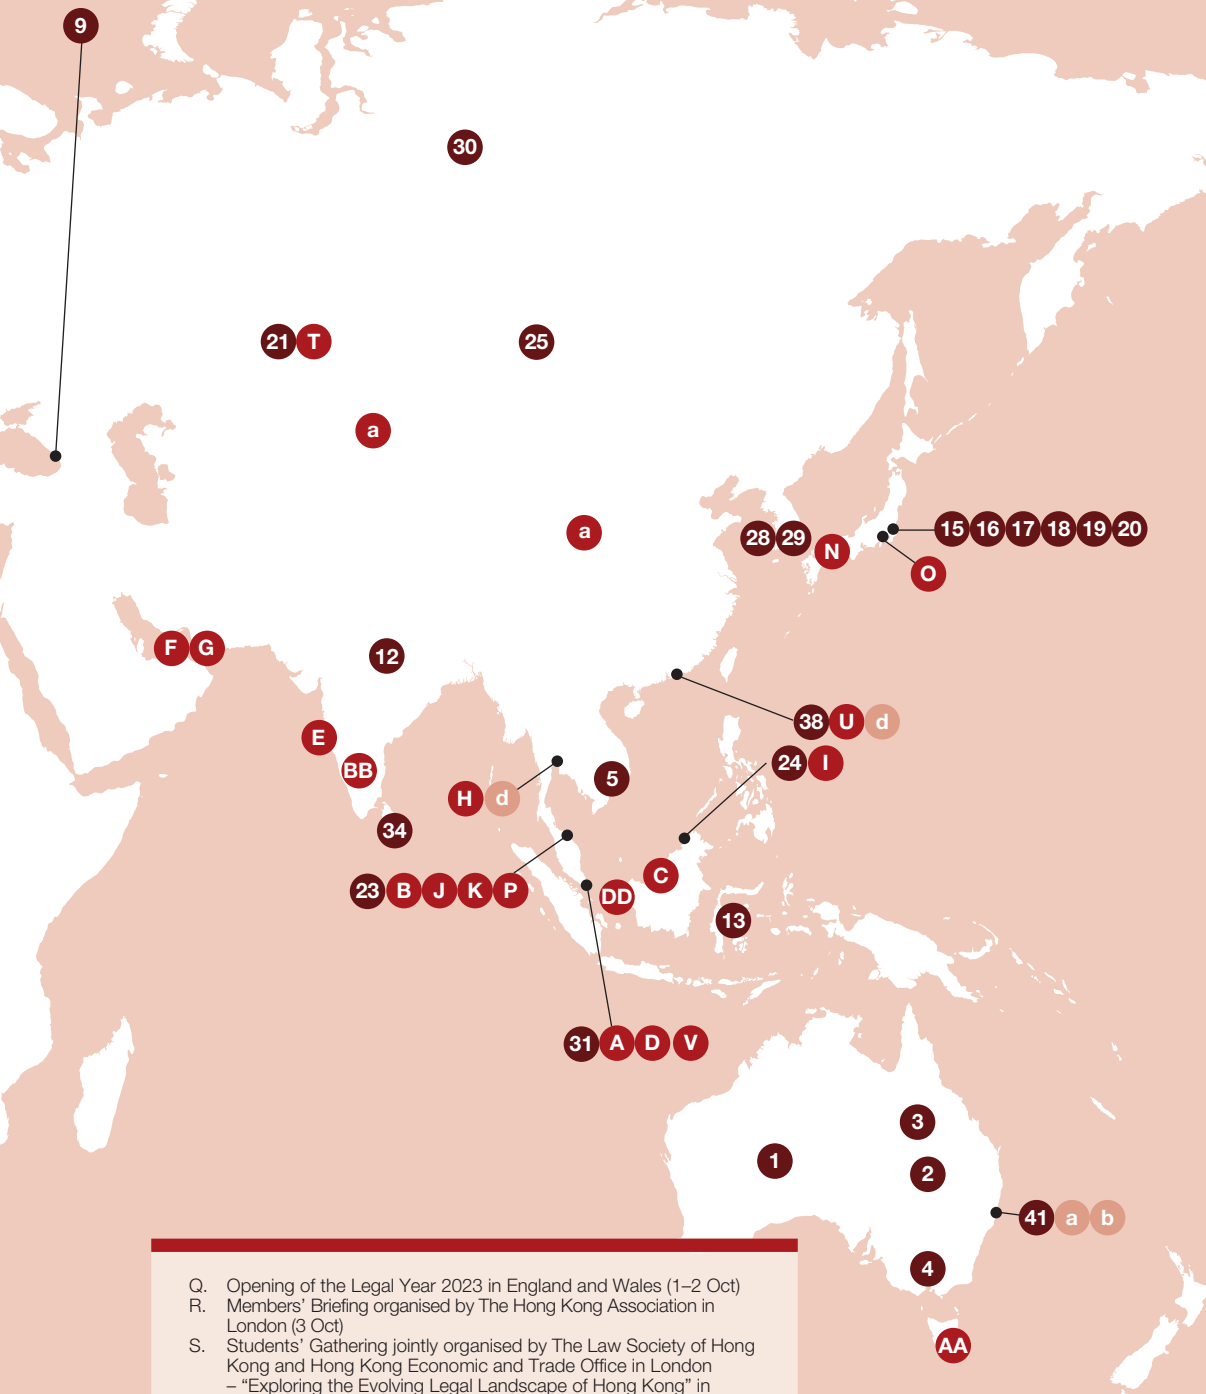 9
30
21 T
25
a
a
28 29 N
15 16 17 18 19 20
O
F G
12
38 U d
E
24 I
BB
5
H d
34
C
23 B J K P
DD
13
31 A D V
3
1
2
41 a b
4
AA
Q. Opening of the Legal Year 2023 in England and Wales (1–2 Oct)
R. Members’ Briefing organised by The Hong Kong Association in
London (3 Oct)
S. Students’ Gathering jointly organised by The Law Society of Hong
Kong and Hong Kong Economic and Trade Office in London
– “Exploring the Evolving Legal Landscape of Hong Kong” in